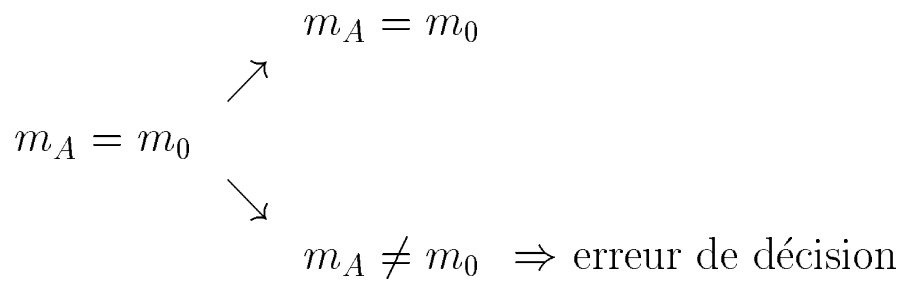 m_A = m_0
m_A = m_0
m_A ≠ m_0 ⇒ erreur de décision